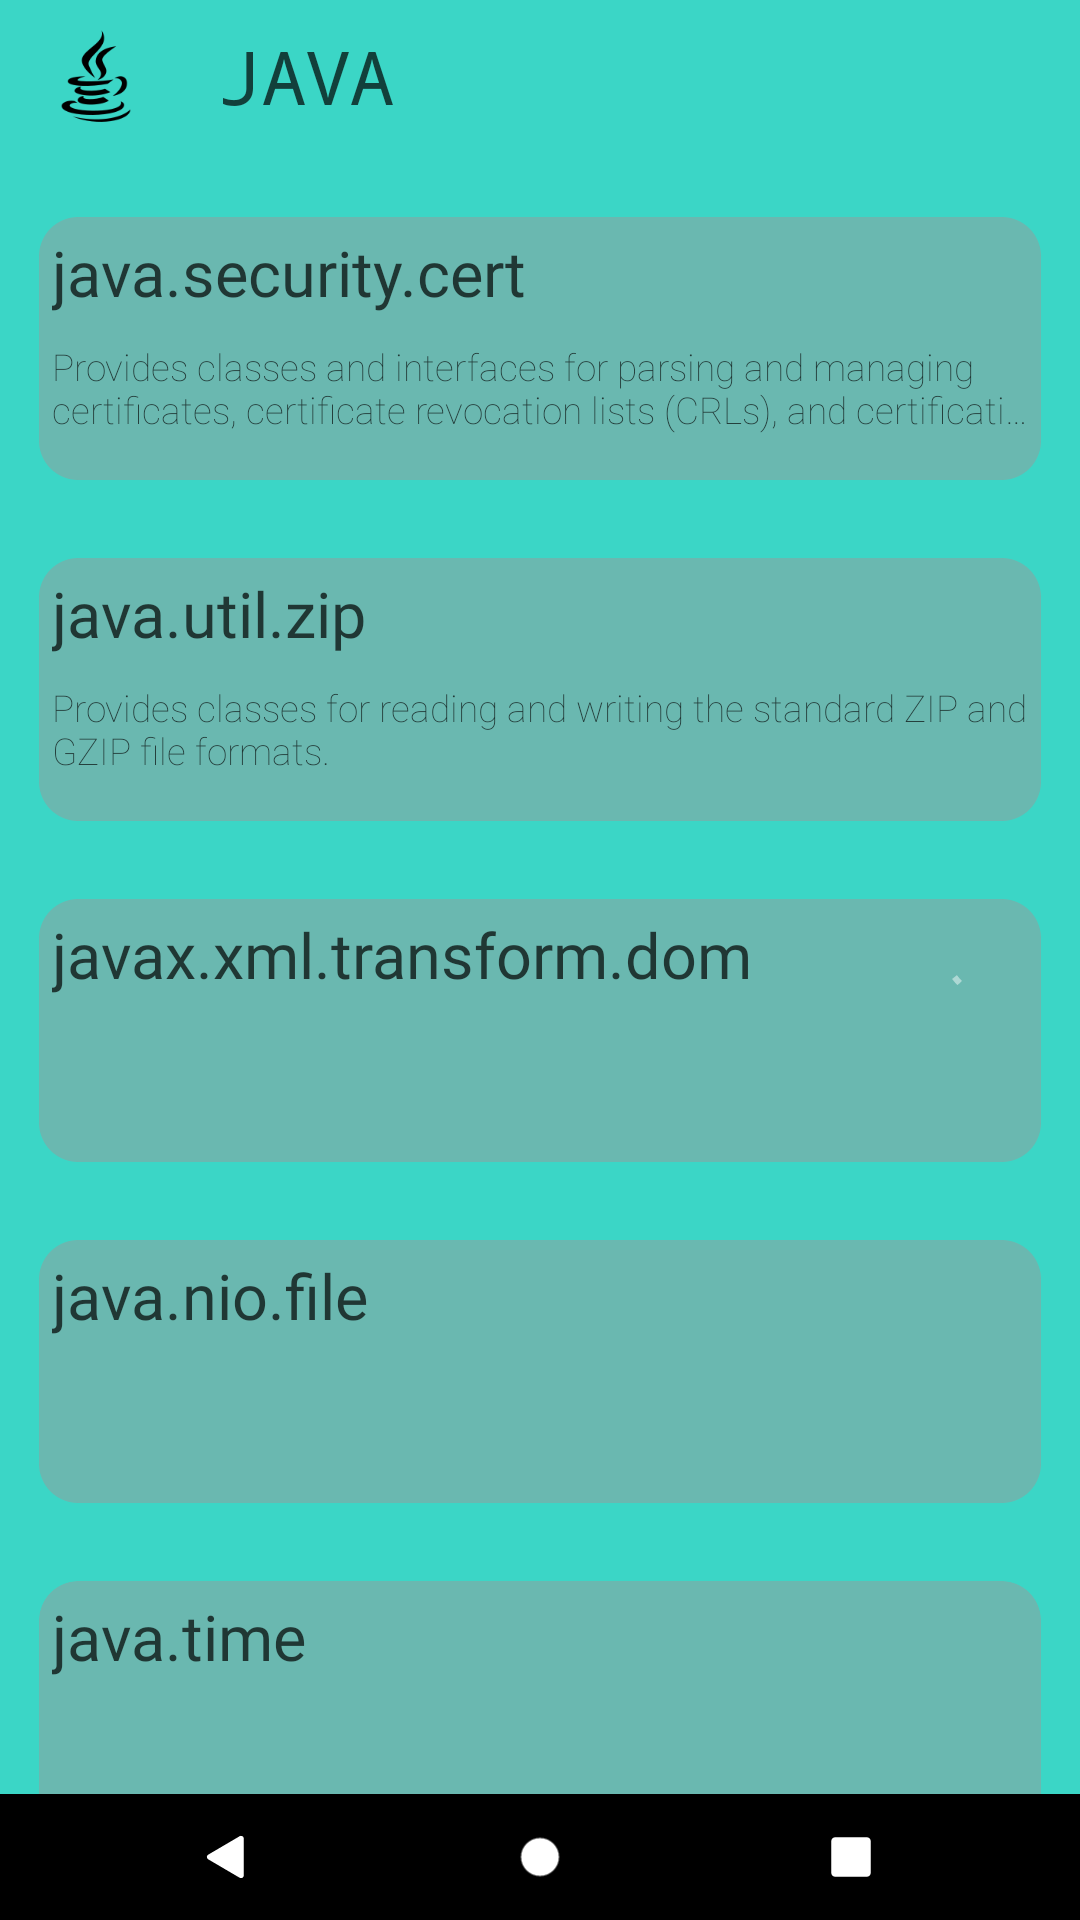 JAVA
java.security.cert
Provides classes and interfaces for parsing and managing
certificates, certificate revocation lists (CRLs), and certificati...
java.util.zip
Provides classes for reading and writing the standard ZIP and
GZIP file formats.
javax.xml.transform.dom
java.nio.file
java.time